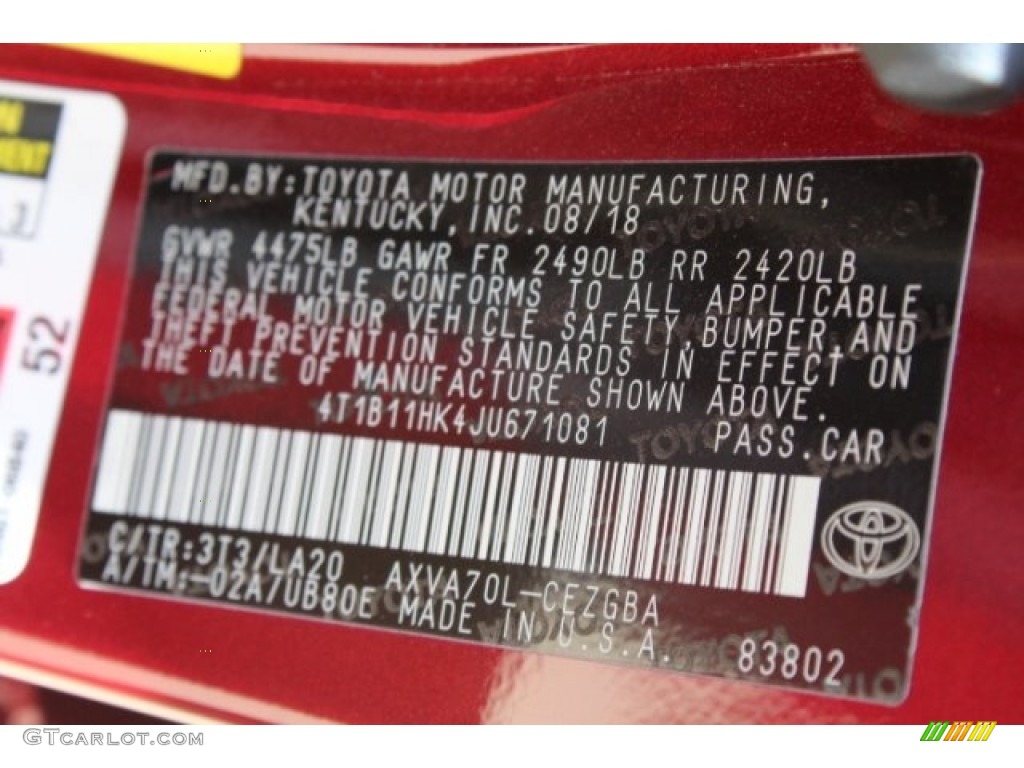 MFD.BY:TOYOTA MOTOR MANUFACTURING,
KENTUCKY,INC.08/18
GVWR 4475LB GAWR FR 2490LB RR 2420LB
THIS VEHICLE CONFORMS TO ALL APPLICABLE
FEDERAL MOTOR VEHICLE SAFETY,BUMPER,AND
THEFT PREVENTION STANDARDS IN EFFECT ON
THE DATE OF MANUFACTURE SHOWN ABOVE.
4T1B11HK4JU671081 PASS.CAR
C/TR:3T3/LA20 AXVA70L-CEZGBA
A/TM:-02A/UB80E MADE IN U.S.A.
83802
52
GTCARLOT.COM